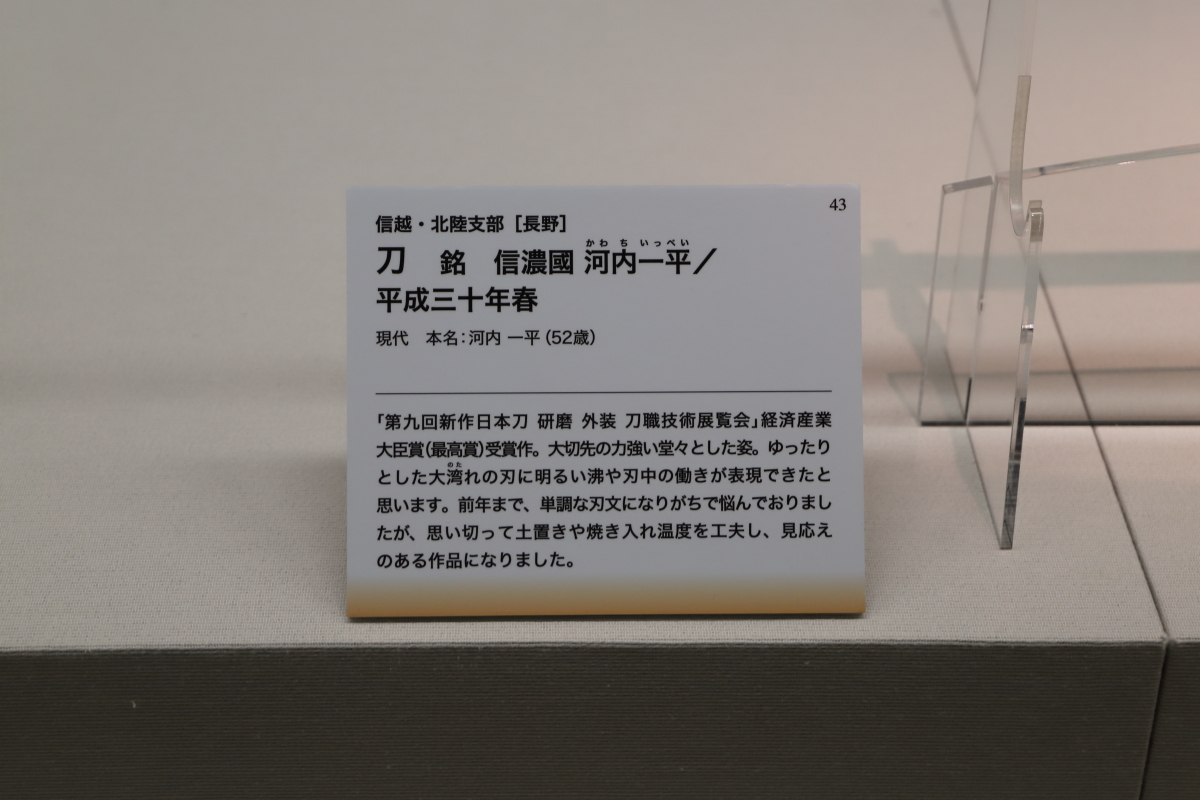 43
信越・北陸支部［長野］
かわ ち いっぺい
刀　銘　信濃國 河内一平／
平成三十年春
現代　本名：河内 一平（52歳）
「第九回新作日本刀 研磨 外装 刀職技術展覧会」経済産業
大臣賞（最高賞）受賞作。大切先の力強い堂々とした姿。ゆったり
のた
とした大湾れの刃に明るい沸や刃中の働きが表現できたと
思います。前年まで、単調な刃文になりがちで悩んでおりまし
たが、思い切って土置きや焼き入れ温度を工夫し、見応え
のある作品になりました。